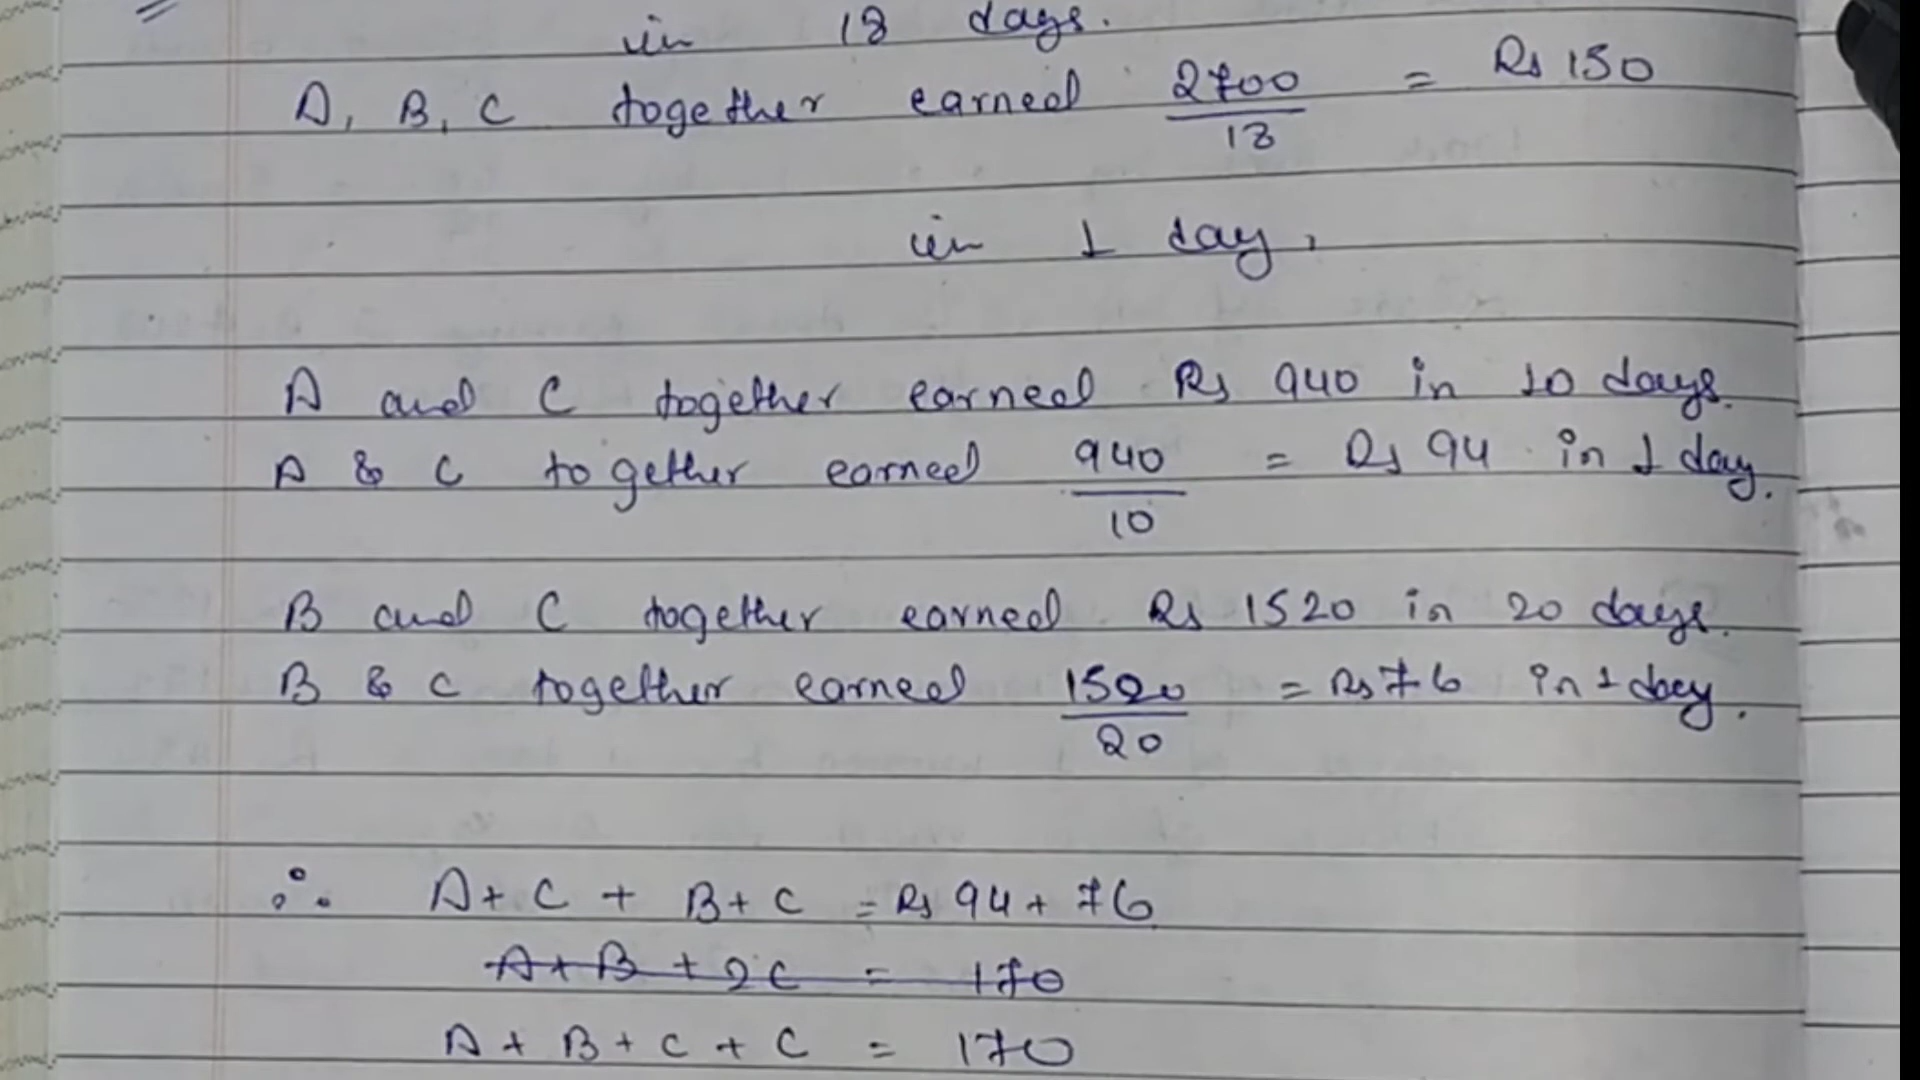 in 18 days.
A, B, C together earned 2700 = Rs 150
18
in 1 day,
A and C together earned Rs 940 in 10 days.
A & C together earned 940 = Rs 94 in 1 day.
10
B and C together earned Rs 1520 in 20 days.
B & C together earned 1520 = Rs 76 in 1 day.
20
∴ A+C + B+C = Rs 94 + 76
A+B + 2C = 170
A + B + C + C = 170